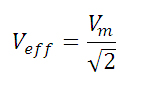 V_eff = V_m / √2